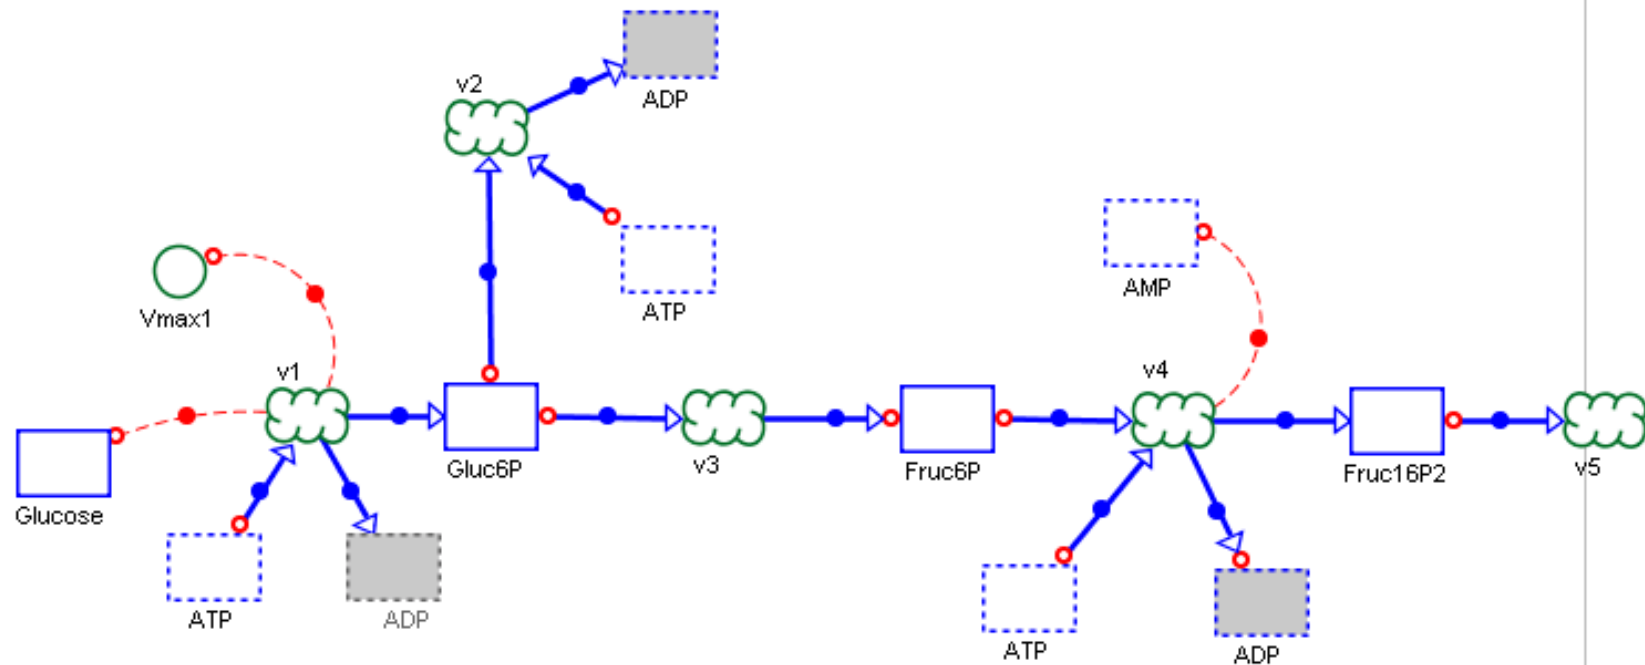 v2
ADP
ATP
Vmax1
AMP
v1
v4
Glucose
Gluc6P
v3
Fruc6P
Fruc16P2
v5
ATP
ADP
ATP
ADP